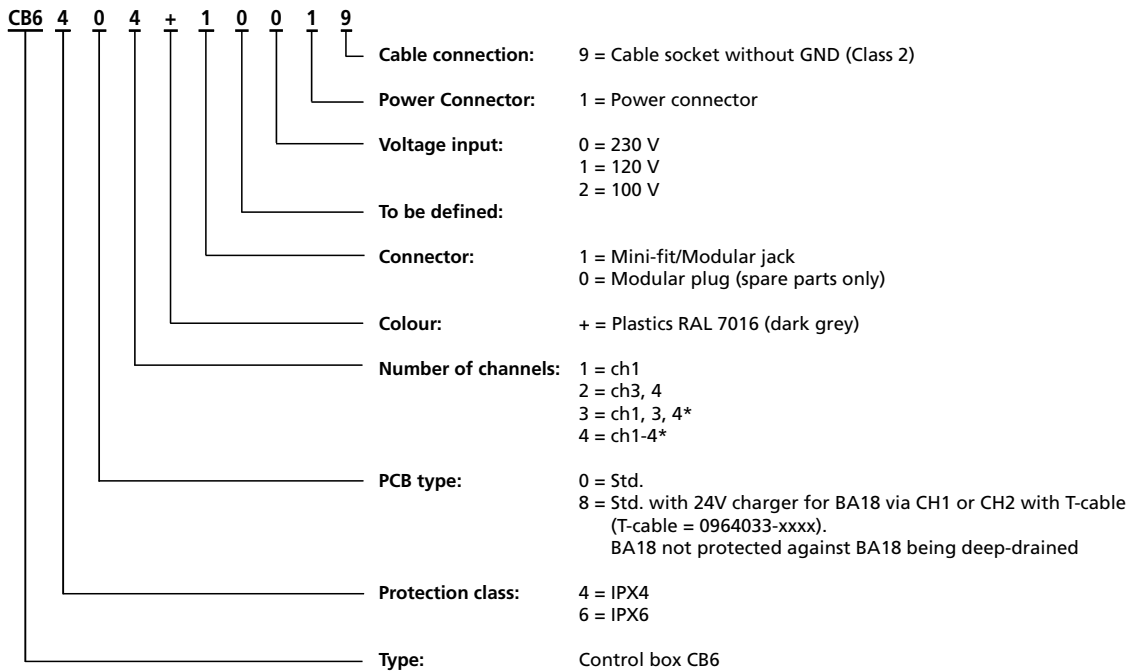 CB6 4 0 4 + 1 0 0 1 9
Cable connection: 9 = Cable socket without GND (Class 2)
Power Connector: 1 = Power connector
Voltage input: 0 = 230 V
1 = 120 V
2 = 100 V
To be defined:
Connector: 1 = Mini-fit/Modular jack
0 = Modular plug (spare parts only)
Colour: + = Plastics RAL 7016 (dark grey)
Number of channels: 1 = ch1
2 = ch3, 4
3 = ch1, 3, 4*
4 = ch1-4*
PCB type: 0 = Std.
8 = Std. with 24V charger for BA18 via CH1 or CH2 with T-cable
(T-cable = 0964033-xxxx).
BA18 not protected against BA18 being deep-drained
Protection class: 4 = IPX4
6 = IPX6
Type: Control box CB6